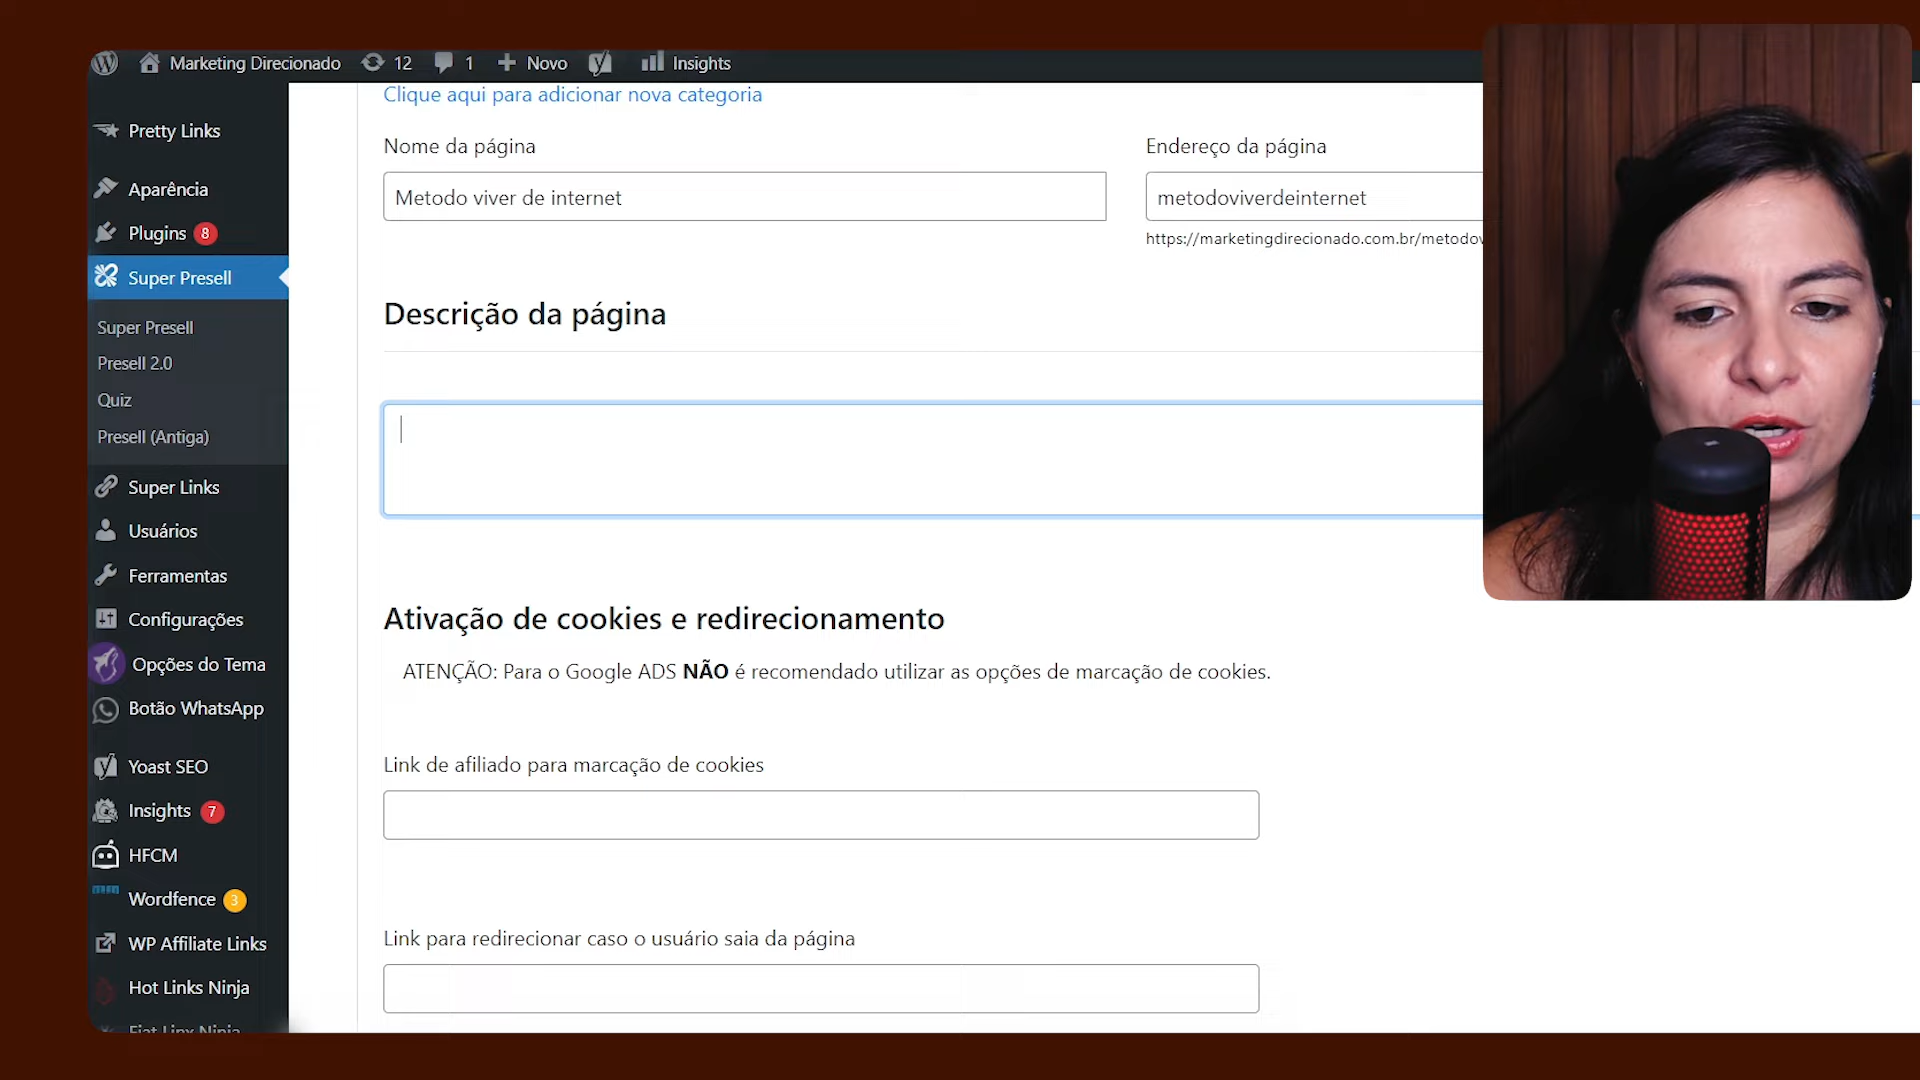 Marketing Direcionado 12 1 Novo Insights
Pretty Links
Aparência
Plugins 8
Super Presell
Super Presell
Presell 2.0
Quiz
Presell (Antiga)
Super Links
Usuários
Ferramentas
Configurações
Opções do Tema
Botão WhatsApp
Yoast SEO
Insights 7
HFCM
Wordfence 3
WP Affiliate Links
Hot Links Ninja
Clique aqui para adicionar nova categoria
Nome da página
Metodo viver de internet
Endereço da página
metodoviverdeinternet
https://marketingdirecionado.com.br/metodov
Descrição da página
Ativação de cookies e redirecionamento
ATENÇÃO: Para o Google ADS NÃO é recomendado utilizar as opções de marcação de cookies.
Link de afiliado para marcação de cookies
Link para redirecionar caso o usuário saia da página